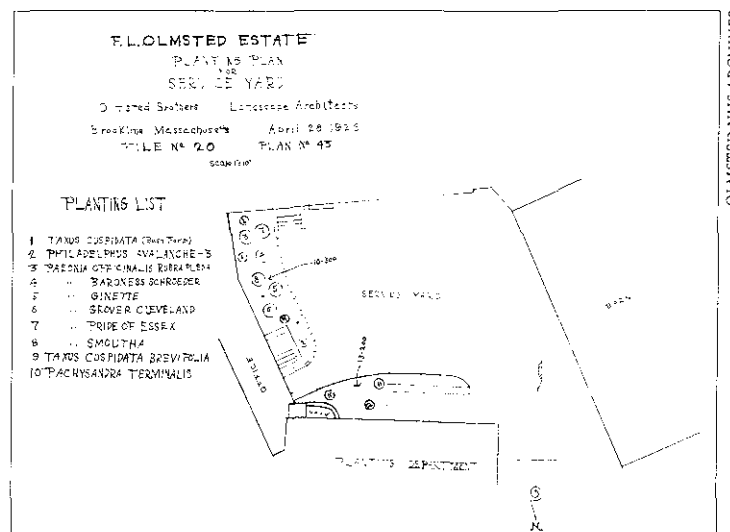 F.L. OLMSTED ESTATE
PLANTING PLAN
FOR
SERVICE YARD
Olmsted Brothers Landscape Architects
Brookline Massachusetts April 28
FILE Nº 20 PLAN Nº 45
PLANTING LIST
1 TAXUS CUSPIDATA
2 PHILADELPHUS AVALANCHE-3
3 PAEONIA OFFICINALIS RUBRA PLENA
4 " BARONESS SCHROEDER
5 " GINETTE
6 " GROVER CLEVELAND
7 " PRIDE OF ESSEX
8 " SMOUTHA
9 TAXUS CUSPIDATA BREVIFOLIA
10 PACHYSANDRA TERMINALIS
10-300
SERVICE YARD
BARN
OFFICE
PLANTING DEPARTMENT